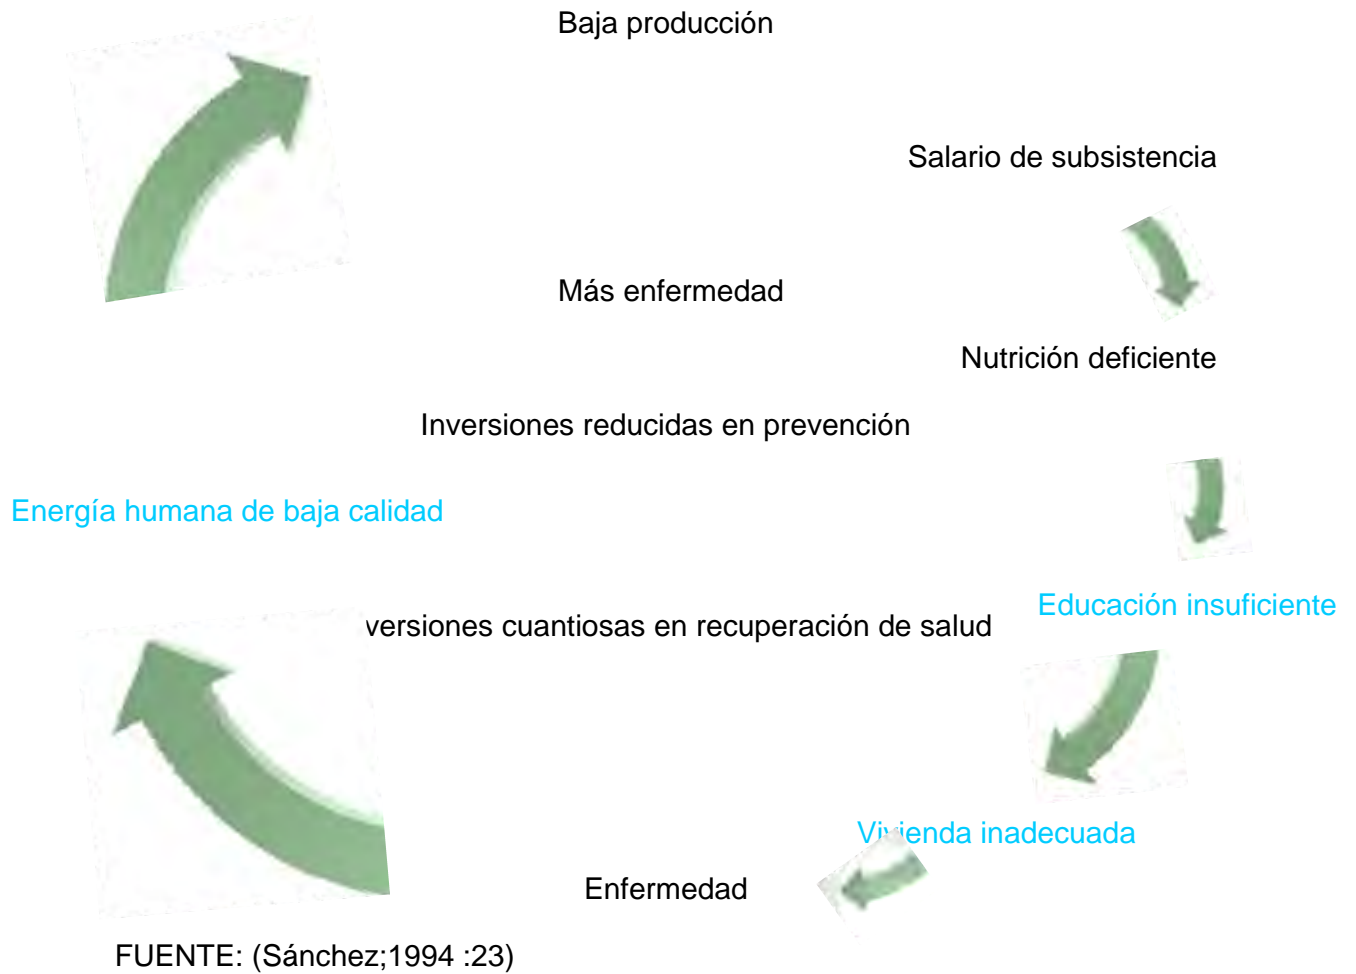 Baja producción
Salario de subsistencia
Más enfermedad
Nutrición deficiente
Inversiones reducidas en prevención
Energía humana de baja calidad
Educación insuficiente
versiones cuantiosas en recuperación de salud
Vivienda inadecuada
Enfermedad
FUENTE: (Sánchez;1994 :23)